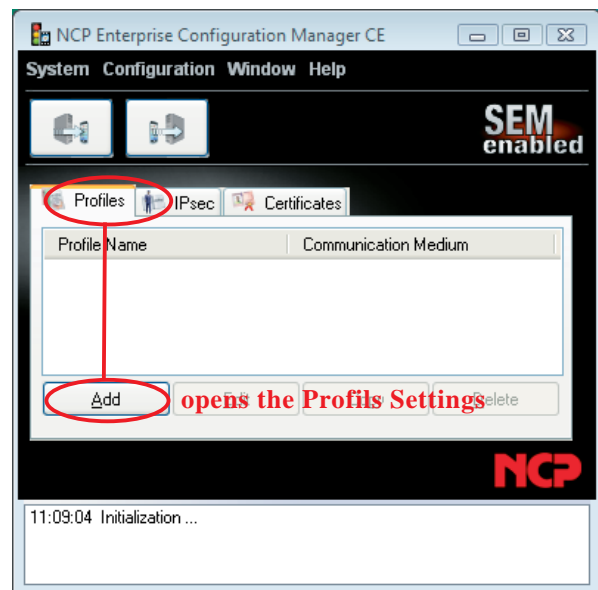 NCP Enterprise Configuration Manager CE
System Configuration Window Help
SEM
enabled
Profiles IPsec Certificates
Profile Name Communication Medium
Add opens the Profils Settings Delete
NCP
11:09:04 Initialization ...